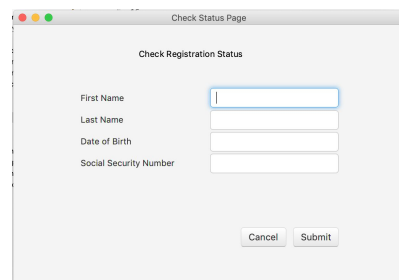 Check Status Page
Check Registration Status
First Name
Last Name
Date of Birth
Social Security Number
Cancel Submit